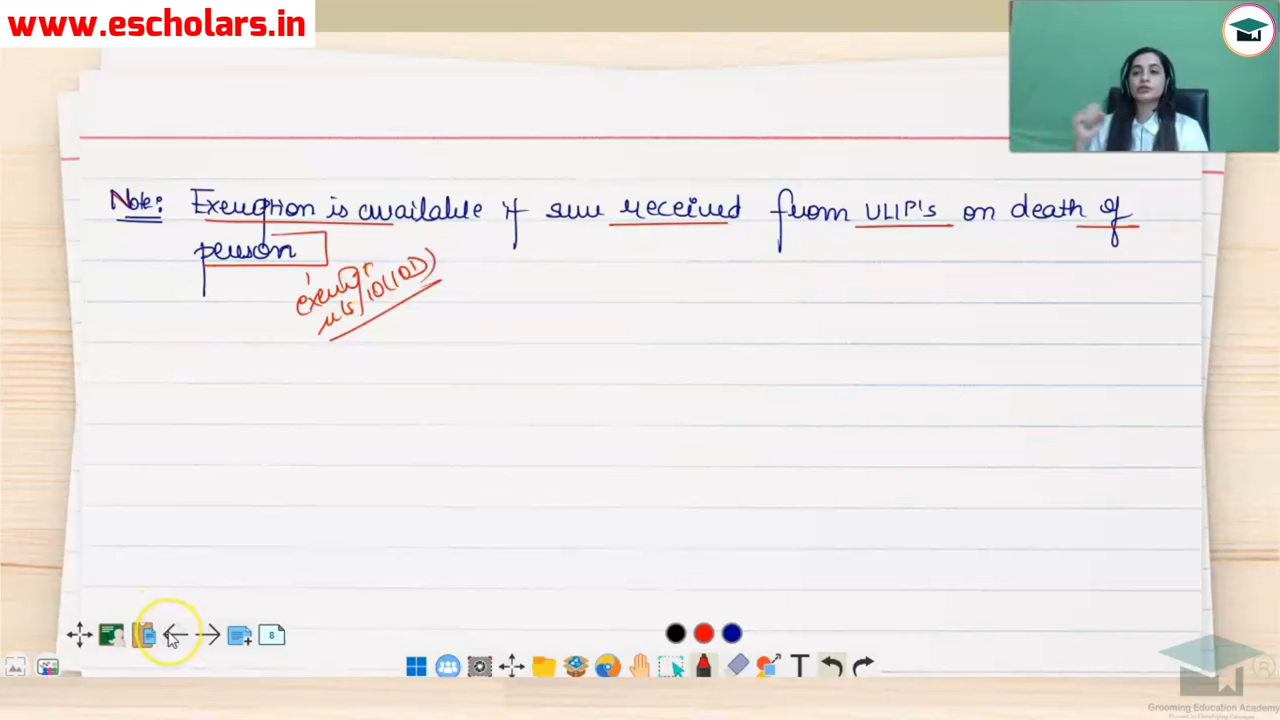 www.escholars.in
Note: Exemption is available if sum received from ULIP's on death of
person
exempt
u/s 10(10D)
8
Grooming Education Academy